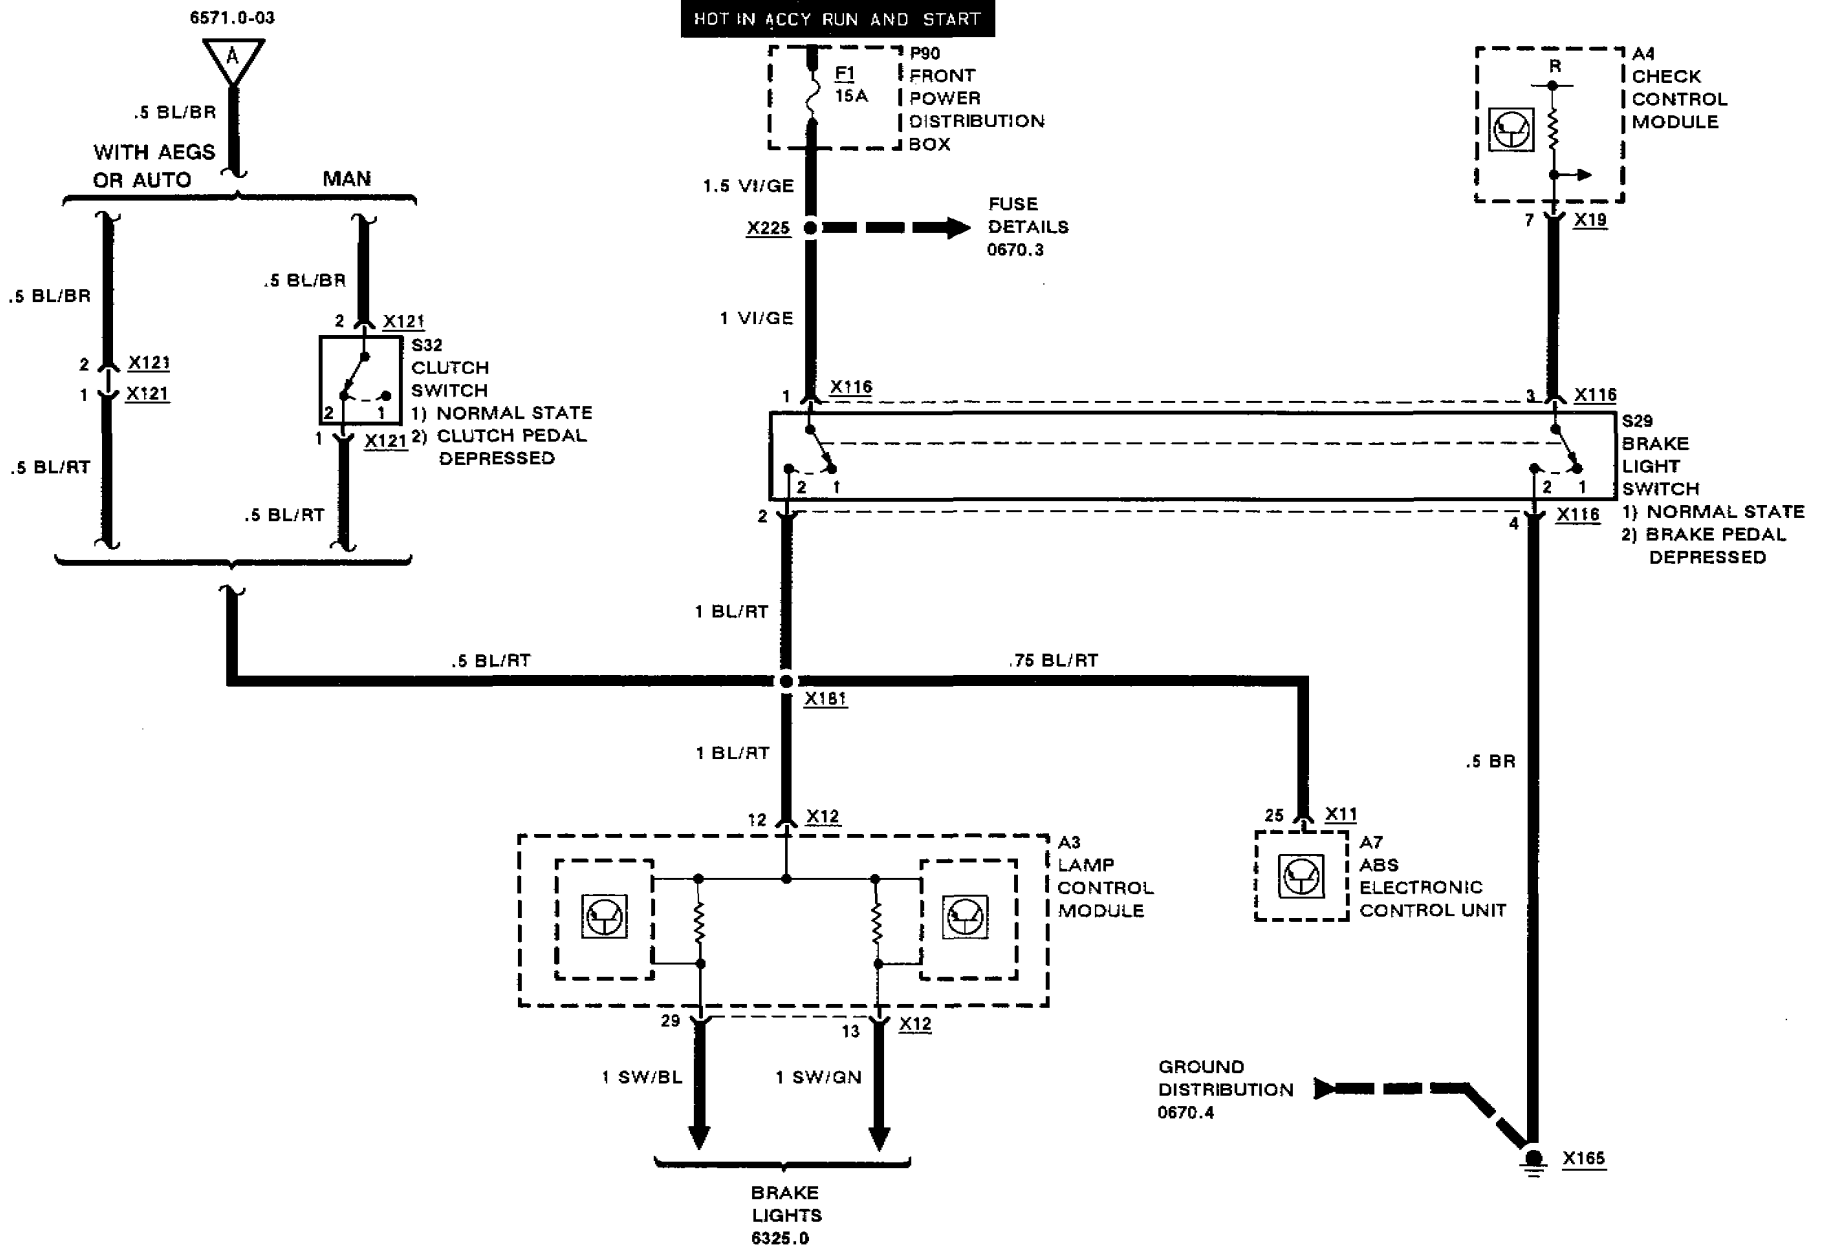 6571.0-03
A
.5 BL/BR
WITH AEGS
OR AUTO
MAN
.5 BL/BR
.5 BL/BR
2 X121
1 X121
.5 BL/RT
2 X121
S32
CLUTCH
SWITCH
1) NORMAL STATE
2) CLUTCH PEDAL
DEPRESSED
2 1
1 X121
.5 BL/RT
.5 BL/RT
HOT IN ACCY RUN AND START
F1
15A
P90
FRONT
POWER
DISTRIBUTION
BOX
1.5 VI/GE
X225
FUSE
DETAILS
0670.3
1 VI/GE
1 X116
A4
CHECK
CONTROL
MODULE
R
7 X19
3 X116
S29
BRAKE
LIGHT
SWITCH
1) NORMAL STATE
2) BRAKE PEDAL
DEPRESSED
2 1
2 1
2
4 X116
1 BL/RT
.75 BL/RT
X181
1 BL/RT
.5 BR
12 X12
A3
LAMP
CONTROL
MODULE
25 X11
A7
ABS
ELECTRONIC
CONTROL UNIT
29
13 X12
1 SW/BL
1 SW/GN
BRAKE
LIGHTS
6325.0
GROUND
DISTRIBUTION
0670.4
X165